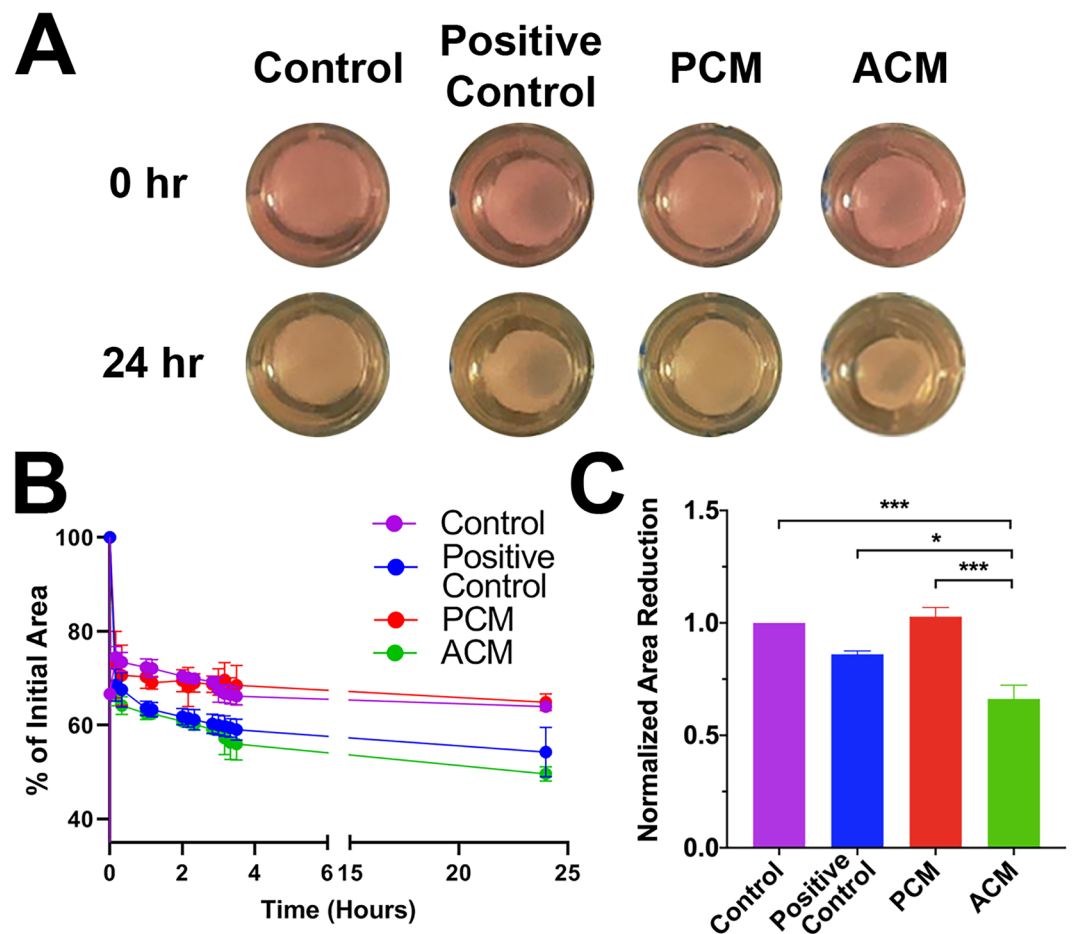 A
Control
Positive
Control
PCM
ACM
0 hr
24 hr
B
% of Initial Area
100
80
60
40
0
2
4
6
15
20
25
Time (Hours)
Control
Positive
Control
PCM
ACM
C
Normalized Area Reduction
1.5
1.0
0.5
0.0
***
*
***
Control
Positive
Control
PCM
ACM